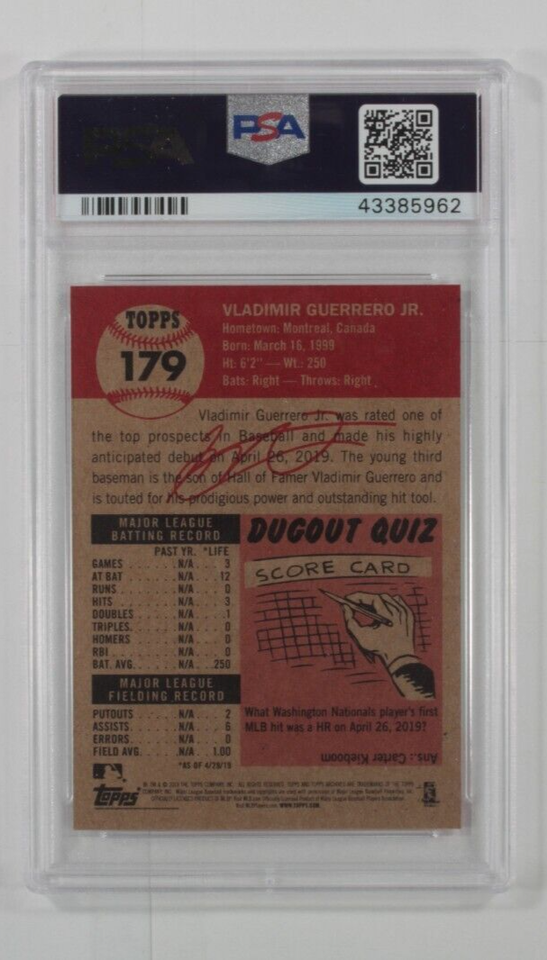 PSA
43385962
TOPPS
179
VLADIMIR GUERRERO JR.
Hometown: Montreal, Canada
Born: March 16, 1999
Ht: 6'2" — Wt.: 250
Bats: Right — Throws: Right
Vladimir Guerrero Jr. was rated one of
the top prospects in Baseball and made his highly
anticipated debut on April 26, 2019. The young third
baseman is the son of Hall of Famer Vladimir Guerrero and
is touted for his prodigious power and outstanding hit tool.
MAJOR LEAGUE
BATTING RECORD
PAST YR. *LIFE
GAMES N/A 3
AT BAT N/A 12
RUNS N/A 0
HITS N/A 3
DOUBLES N/A 1
TRIPLES N/A 0
HOMERS N/A 0
RBI N/A 0
BAT. AVG. N/A .250
MAJOR LEAGUE
FIELDING RECORD
PUTOUTS N/A 2
ASSISTS N/A 6
ERRORS N/A 0
FIELD AVG. N/A 1.00
*AS OF 4/29/19
DUGOUT QUIZ
SCORE CARD
What Washington Nationals player's first
MLB hit was a HR on April 26, 2019?
Ans.: Carter Kieboom
Topps